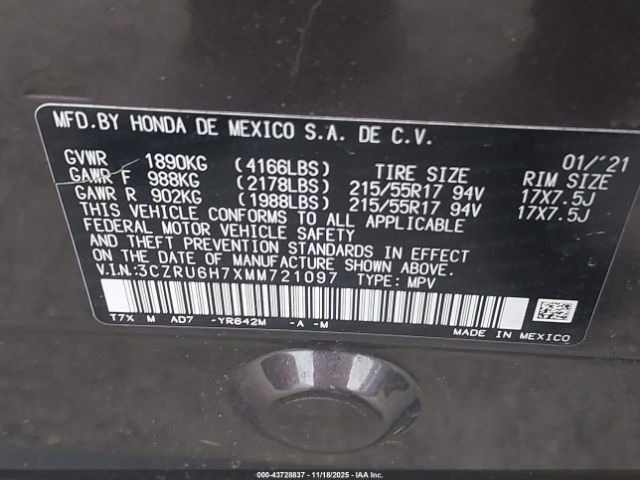 MFD.BY HONDA DE MEXICO S.A. DE C.V.
01/'21
GVWR 1890KG (4166LBS) TIRE SIZE RIM SIZE
GAWR F 988KG (2178LBS) 215/55R17 94V 17X7.5J
GAWR R 902KG (1988LBS) 215/55R17 94V 17X7.5J
THIS VEHICLE CONFORMS TO ALL APPLICABLE
FEDERAL MOTOR VEHICLE SAFETY
AND THEFT PREVENTION STANDARDS IN EFFECT
ON THE DATE OF MANUFACTURE SHOWN ABOVE.
V.I.N.:3CZRU6H7XMM721097 TYPE: MPV
T7X M AD7 -YR642M -A -M
MADE IN MEXICO
000-43728837 - 11/18/2025 - IAA Inc.